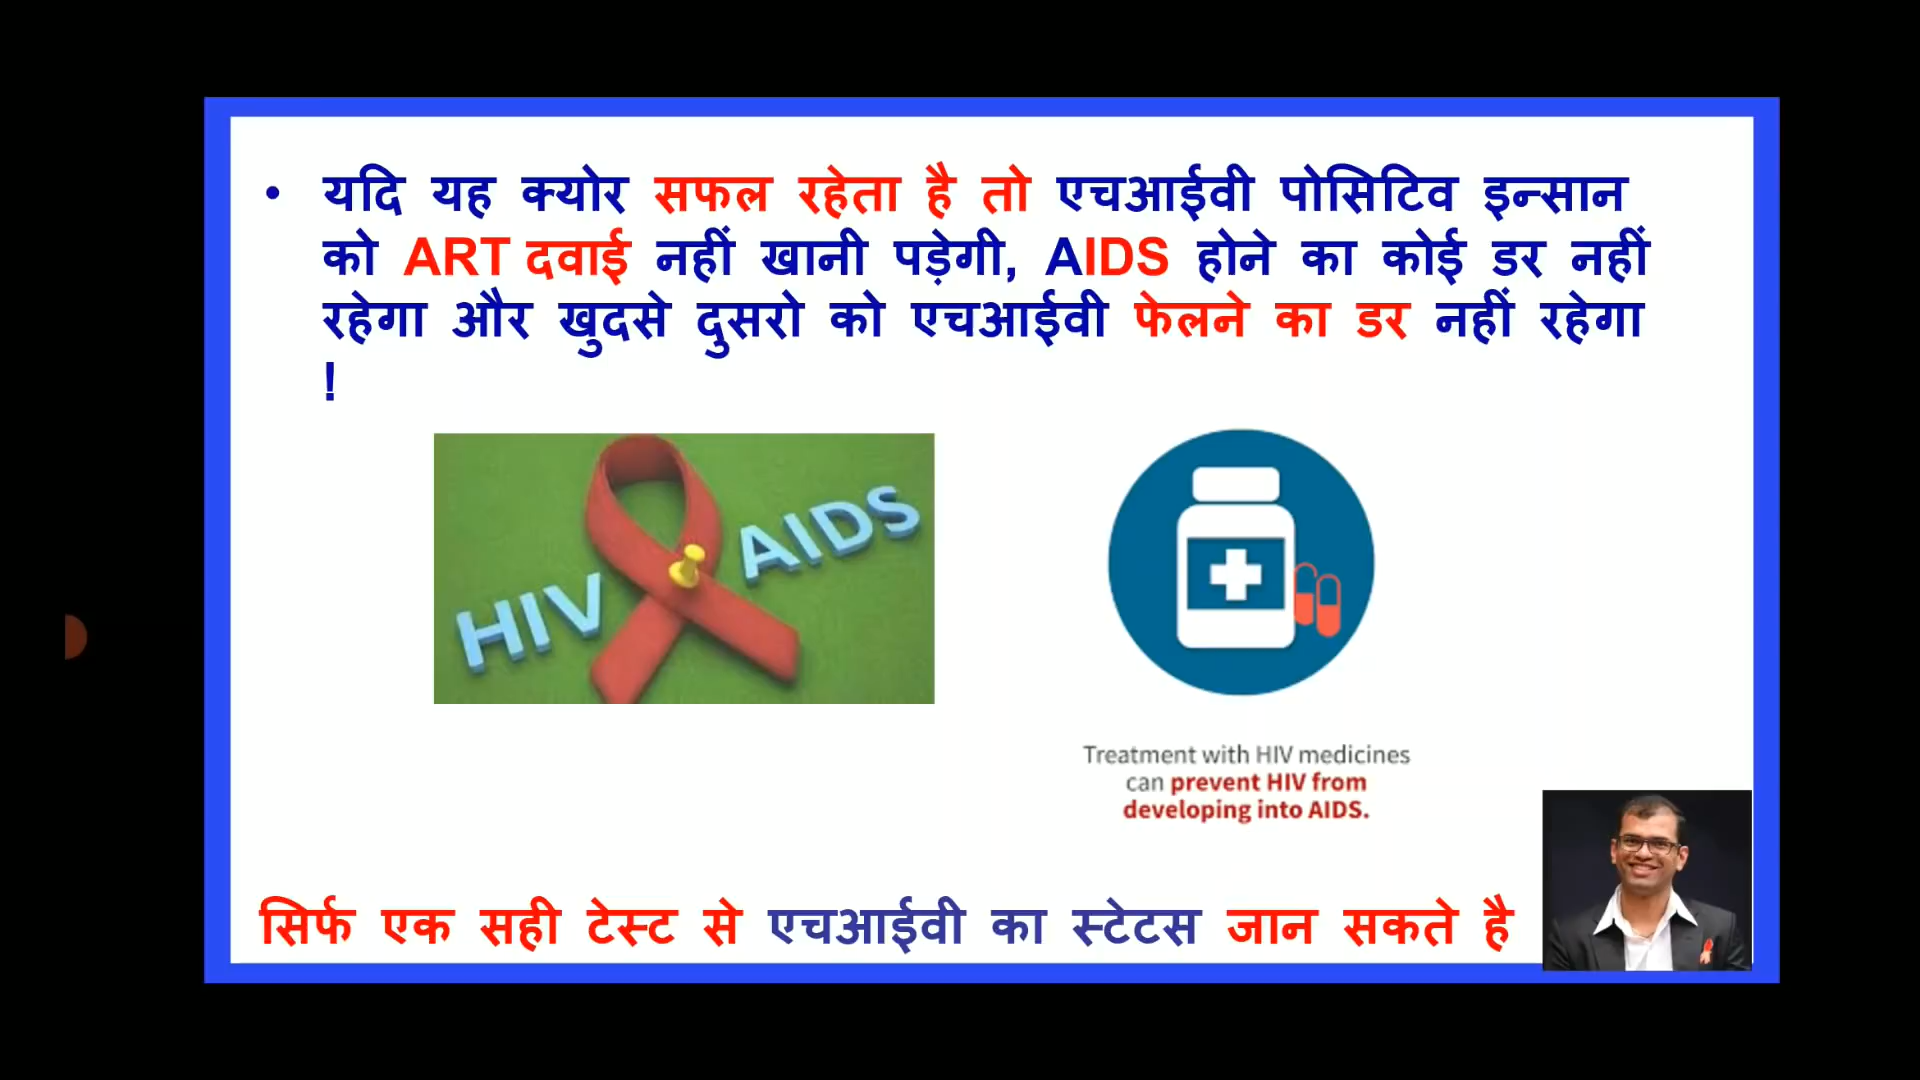 • यदि यह क्योर सफल रहेता है तो एचआईवी पोसिटिव इन्सान
को ART दवाई नहीं खानी पड़ेगी, AIDS होने का कोई डर नहीं
रहेगा और खुदसे दुसरो को एचआईवी फेलने का डर नहीं रहेगा
!
HIV AIDS
Treatment with HIV medicines
can prevent HIV from
developing into AIDS.
सिर्फ एक सही टेस्ट से एचआईवी का स्टेटस जान सकते है